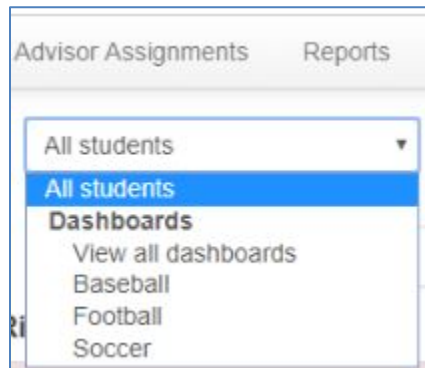 Advisor Assignments Reports
All students
All students
Dashboards
View all dashboards
Baseball
Football
Soccer